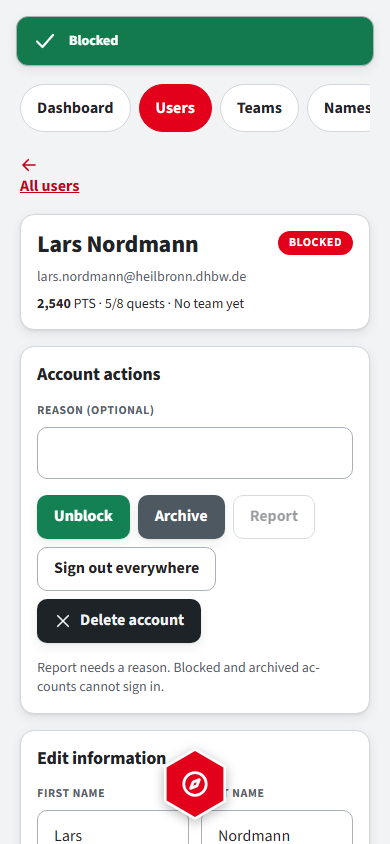 Blocked
Dashboard
Users
Teams
Names
←
All users
Lars Nordmann
BLOCKED
lars.nordmann@heilbronn.dhbw.de
2,540 PTS · 5/8 quests · No team yet
Account actions
REASON (OPTIONAL)
Unblock
Archive
Report
Sign out everywhere
Delete account
Report needs a reason. Blocked and archived ac-
counts cannot sign in.
Edit information
FIRST NAME
NAME
Lars
Nordmann